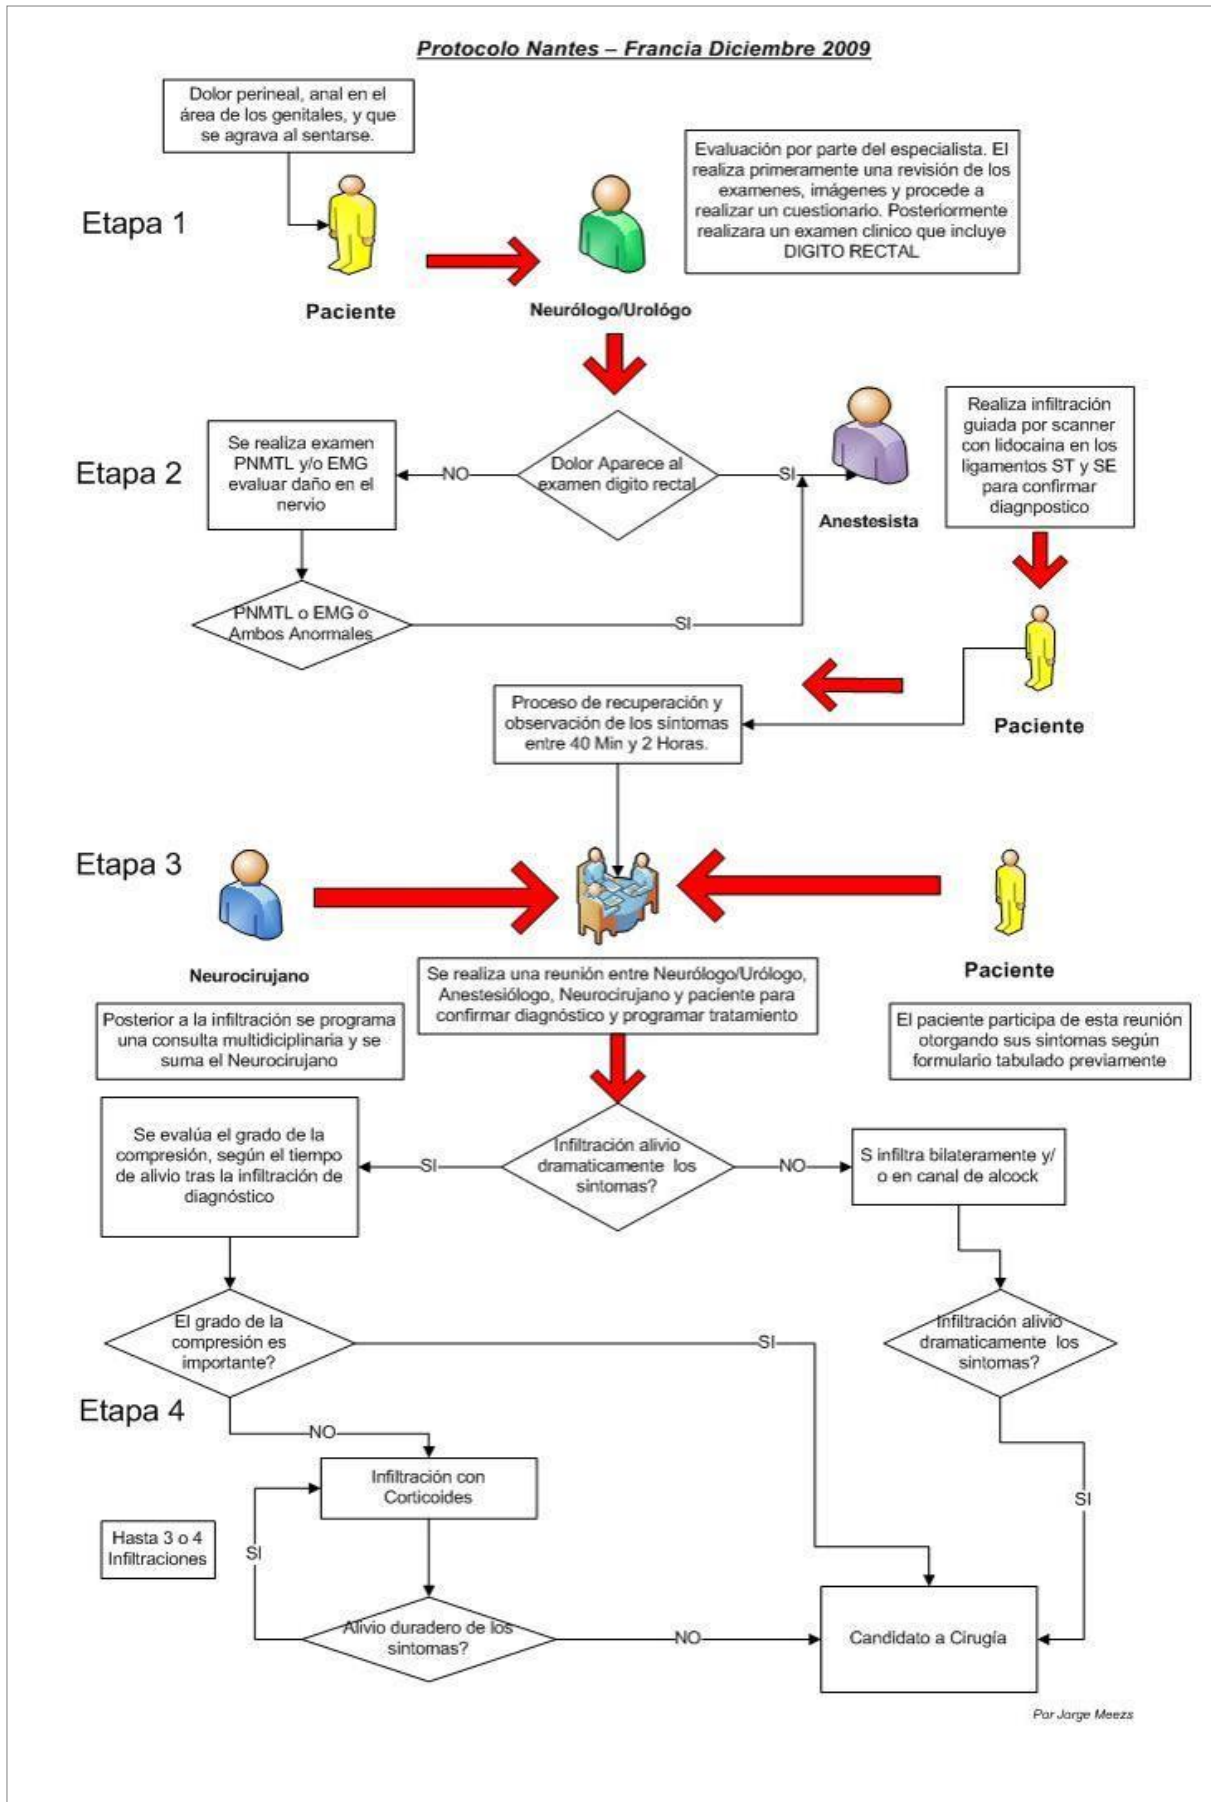 Protocolo Nantes – Francia Diciembre 2009
Dolor perineal, anal en el
área de los genitales, y que
se agrava al sentarse.
Evaluación por parte del especialista. El
realiza primeramente una revisión de los
examenes, imágenes y procede a
realizar un cuestionario. Posteriormente
realizara un examen clinico que incluye
DIGITO RECTAL
Etapa 1
Paciente
Neurólogo/Urológo
Etapa 2
Se realiza examen
PNMTL y/o EMG
evaluar daño en el
nervio
NO
Dolor Aparece al
examen digito rectal
SI
Anestesista
Realiza infiltración
guiada por scanner
con lidocaina en los
ligamentos ST y SE
para confirmar
diagnpostico
PNMTL o EMG o
Ambos Anormales
SI
Proceso de recuperación y
observación de los síntomas
entre 40 Min y 2 Horas.
Paciente
Etapa 3
Neurocirujano
Paciente
Se realiza una reunión entre Neurólogo/Urólogo,
Anestesiólogo, Neurocirujano y paciente para
confirmar diagnóstico y programar tratamiento
Posterior a la infiltración se programa
una consulta multidiciplinaria y se
suma el Neurocirujano
El paciente participa de esta reunión
otorgando sus sintomas según
formulario tabulado previamente
Se evalúa el grado de la
compresión, según el tiempo
de alivio tras la infiltración de
diagnóstico
SI
Infiltración alivio
dramaticamente los
sintomas?
NO
S infiltra bilateramente y/
o en canal de alcock
El grado de la
compresión es
importante?
SI
Infiltración alivio
dramaticamente los
sintomas?
Etapa 4
NO
Infiltración con
Corticoides
SI
Hasta 3 o 4
Infiltraciones
SI
Alivio duradero de los
sintomas?
NO
Candidato a Cirugía
Por Jorge Meezs